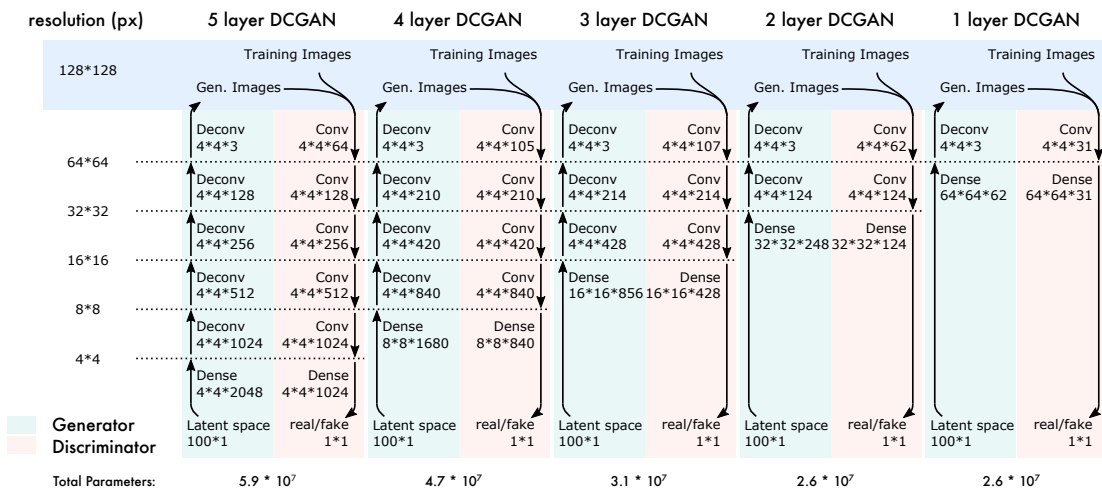 resolution (px) 5 layer DCGAN 4 layer DCGAN 3 layer DCGAN 2 layer DCGAN 1 layer DCGAN
Training Images Training Images Training Images Training Images Training Images
128*128
Gen. Images Gen. Images Gen. Images Gen. Images Gen. Images
Deconv Conv Deconv Conv Deconv Conv Deconv Conv Deconv Conv
4*4*3 4*4*64 4*4*3 4*4*105 4*4*3 4*4*107 4*4*3 4*4*62 4*4*3 4*4*31
64*64
Deconv Conv Deconv Conv Deconv Conv Deconv Conv Dense Dense
4*4*128 4*4*128 4*4*210 4*4*210 4*4*214 4*4*214 4*4*124 4*4*124 64*64*62 64*64*31
32*32
Deconv Conv Deconv Conv Deconv Conv Dense Dense
4*4*256 4*4*256 4*4*420 4*4*420 4*4*428 4*4*428 32*32*248 32*32*124
16*16
Deconv Conv Deconv Conv Dense Dense
4*4*512 4*4*512 4*4*840 4*4*840 16*16*856 16*16*428
8*8
Deconv Conv Dense Dense
4*4*1024 4*4*1024 8*8*1680 8*8*840
4*4
Dense Dense
4*4*2048 4*4*1024
Generator Latent space real/fake Latent space real/fake Latent space real/fake Latent space real/fake Latent space real/fake
Discriminator 100*1 1*1 100*1 1*1 100*1 1*1 100*1 1*1 100*1 1*1
Total Parameters: 5.9 * 10⁷ 4.7 * 10⁷ 3.1 * 10⁷ 2.6 * 10⁷ 2.6 * 10⁷